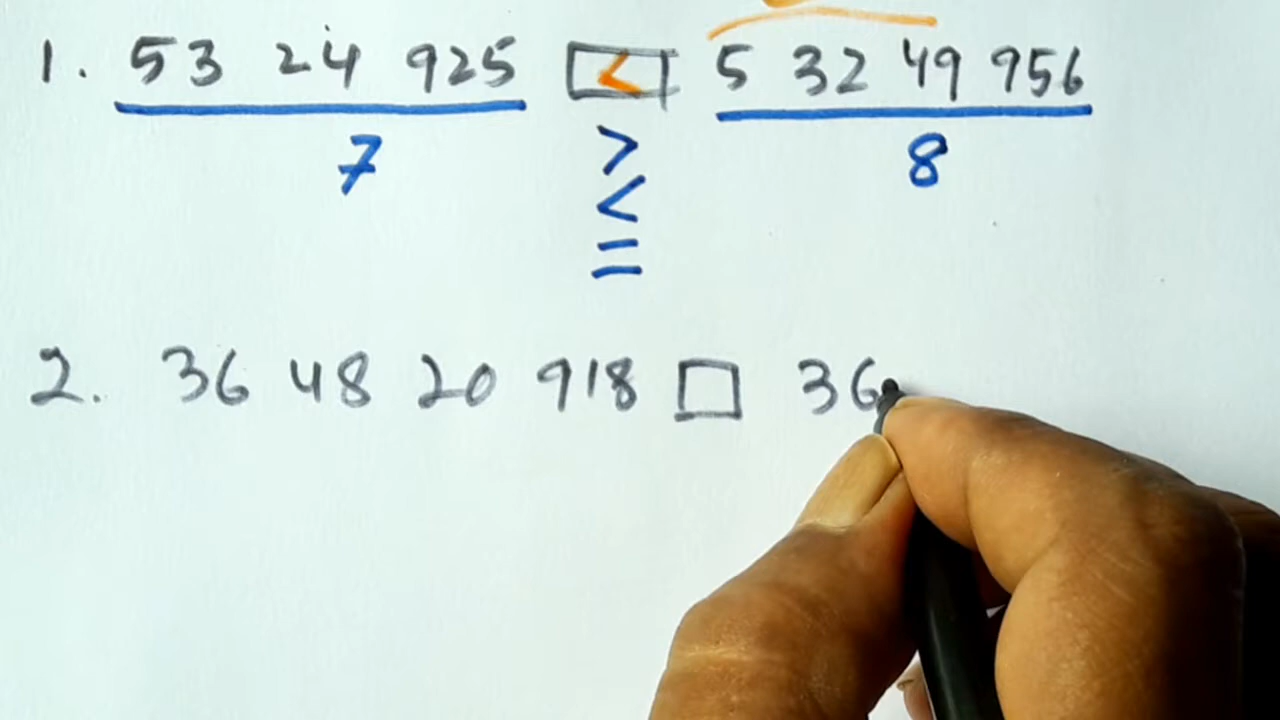 1. 53 24 925 < 5 32 49 956
7 8
>
<
=
2. 36 48 20 918 □ 36